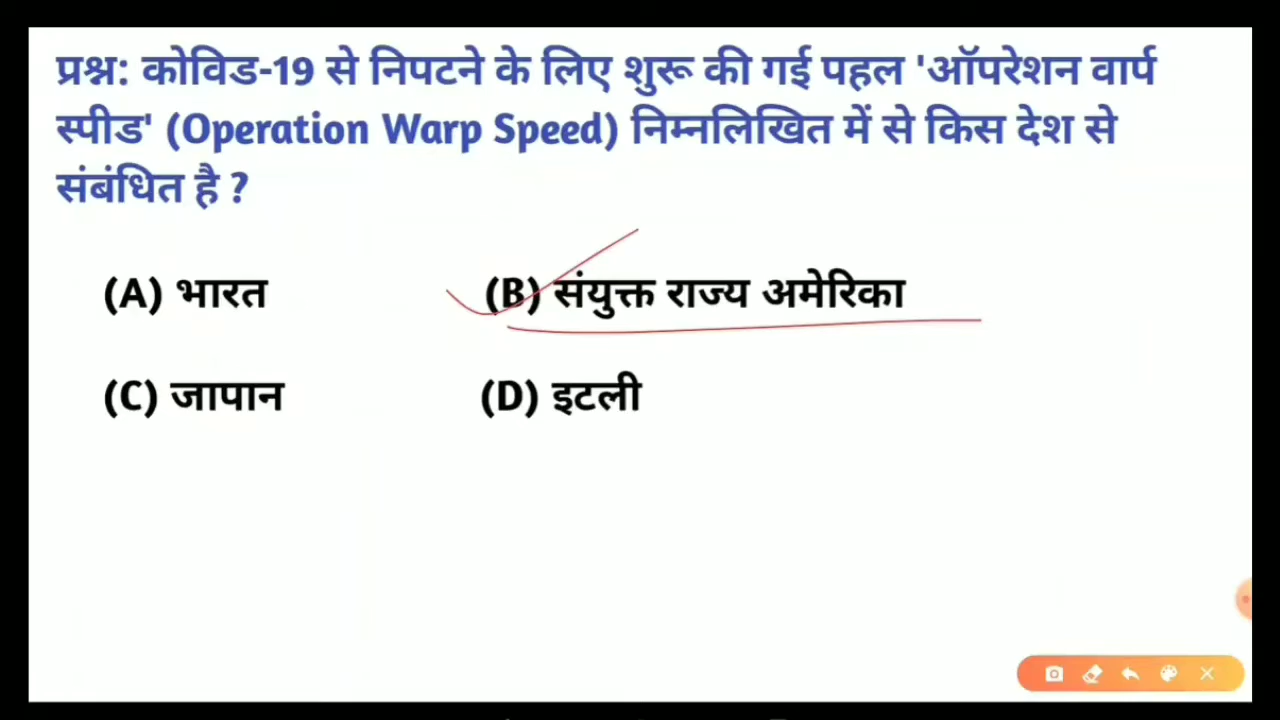 प्रश्न: कोविड-19 से निपटने के लिए शुरू की गई पहल 'ऑपरेशन वार्प
स्पीड' (Operation Warp Speed) निम्नलिखित में से किस देश से
संबंधित है ?
(A) भारत (B) संयुक्त राज्य अमेरिका
(C) जापान (D) इटली